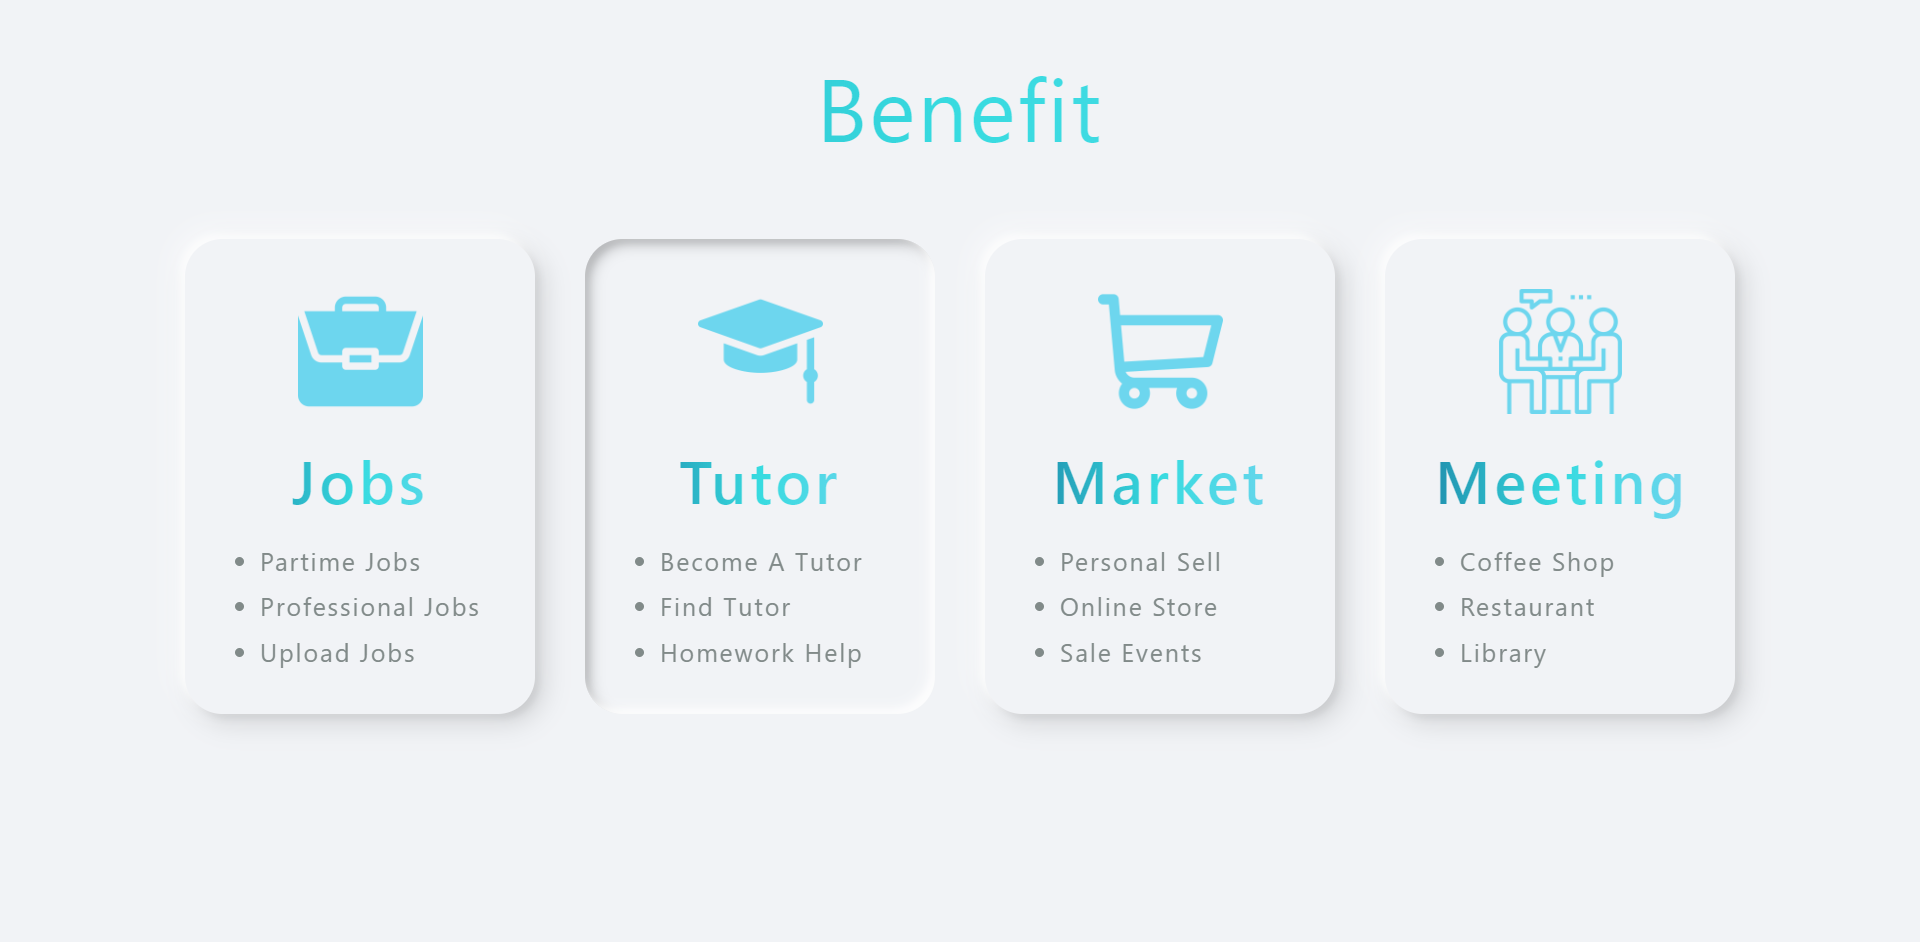 Benefit
Jobs
• Partime Jobs
• Professional Jobs
• Upload Jobs
Tutor
• Become A Tutor
• Find Tutor
• Homework Help
Market
• Personal Sell
• Online Store
• Sale Events
Meeting
• Coffee Shop
• Restaurant
• Library